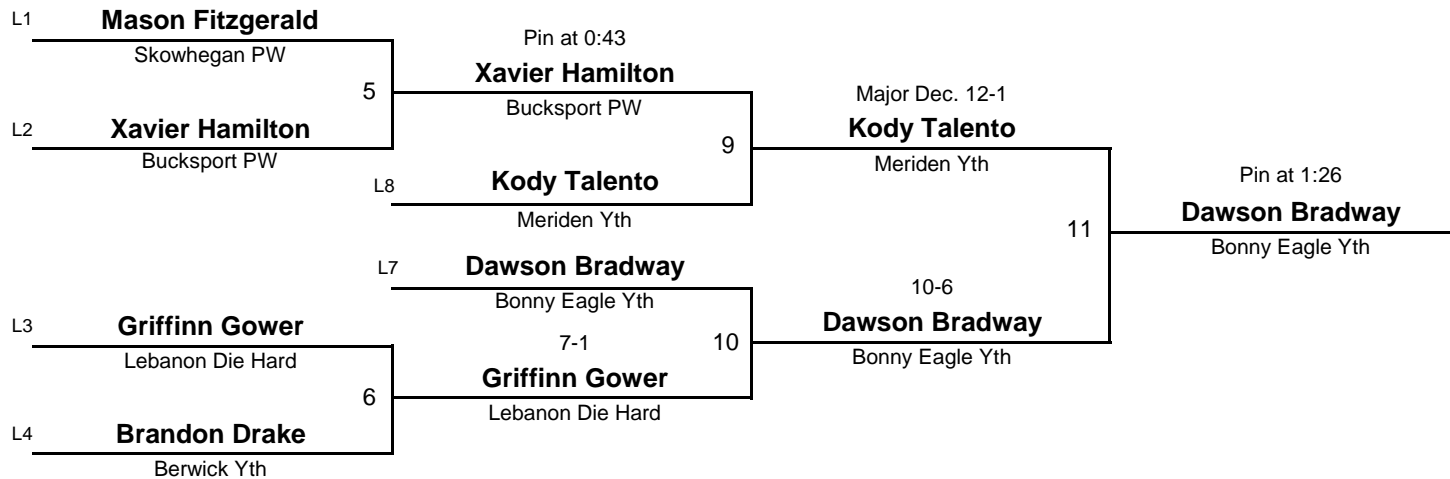 L1
Mason Fitzgerald
Skowhegan PW
5
L2
Xavier Hamilton
Bucksport PW
Pin at 0:43
Xavier Hamilton
Bucksport PW
9
L8
Kody Talento
Meriden Yth
Major Dec. 12-1
Kody Talento
Meriden Yth
11
Pin at 1:26
Dawson Bradway
Bonny Eagle Yth
L7
Dawson Bradway
Bonny Eagle Yth
10
10-6
Dawson Bradway
Bonny Eagle Yth
L3
Griffinn Gower
Lebanon Die Hard
6
7-1
Griffinn Gower
Lebanon Die Hard
L4
Brandon Drake
Berwick Yth